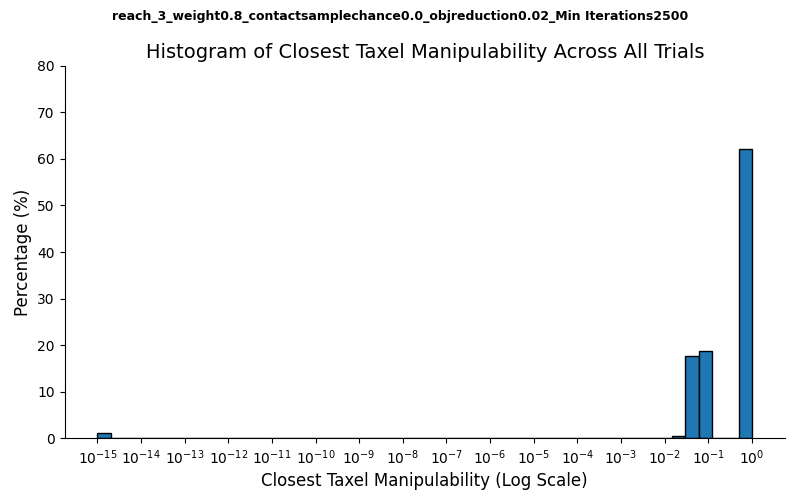 reach_3_weight0.8_contactsamplechance0.0_objreduction0.02_Min Iterations2500
Histogram of Closest Taxel Manipulability Across All Trials
80
70
60
50
40
30
20
10
0
Percentage (%)
10⁻¹⁵ 10⁻¹⁴ 10⁻¹³ 10⁻¹² 10⁻¹¹ 10⁻¹⁰ 10⁻⁹ 10⁻⁸ 10⁻⁷ 10⁻⁶ 10⁻⁵ 10⁻⁴ 10⁻³ 10⁻² 10⁻¹ 10⁰
Closest Taxel Manipulability (Log Scale)